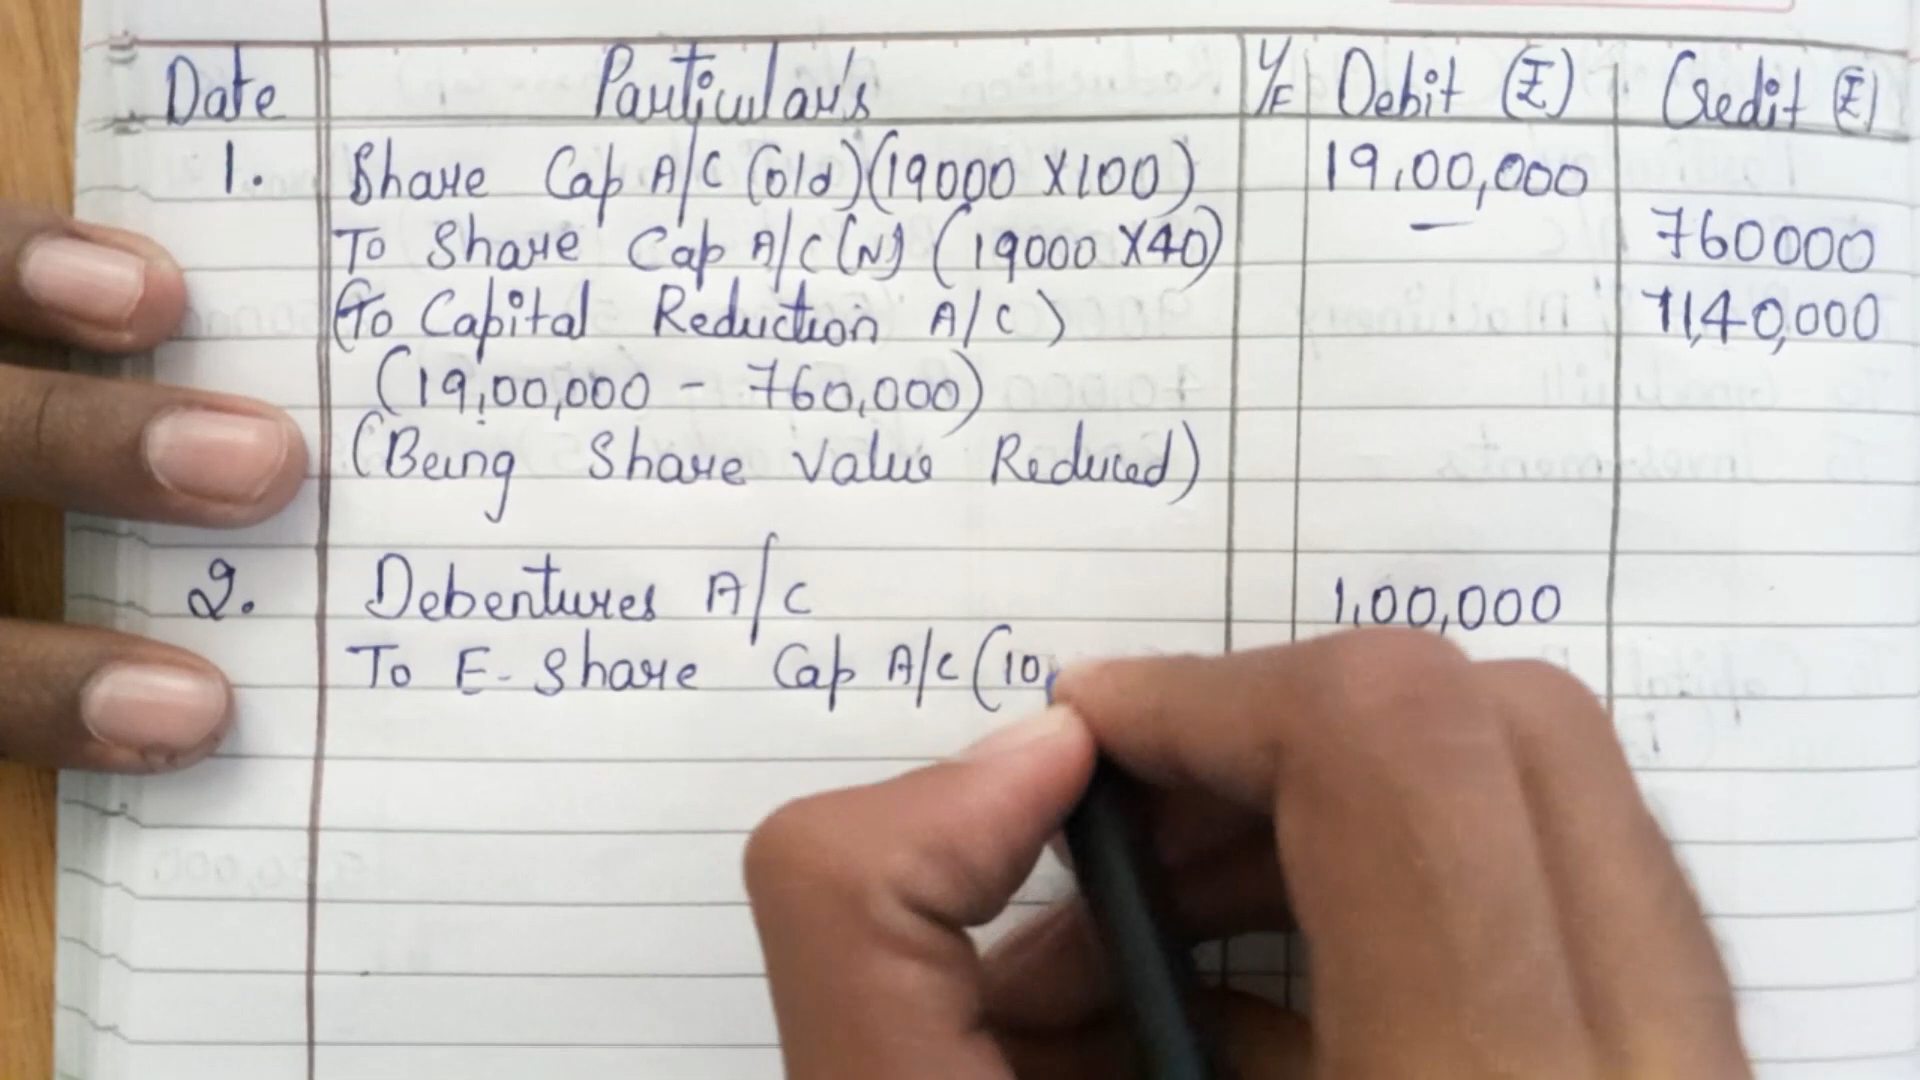 Date Particulars L/F Debit (₹) Credit (₹)
1. Share Cap A/C (old)(19000 X100) 19,00,000
To Share Cap A/C (N) (19000 X40) 760000
(To Capital Reduction A/C) 11,40,000
(19,00,000 - 760,000)
(Being Share value Reduced)
2. Debentures A/C 1,00,000
To E-Share Cap A/C (10,